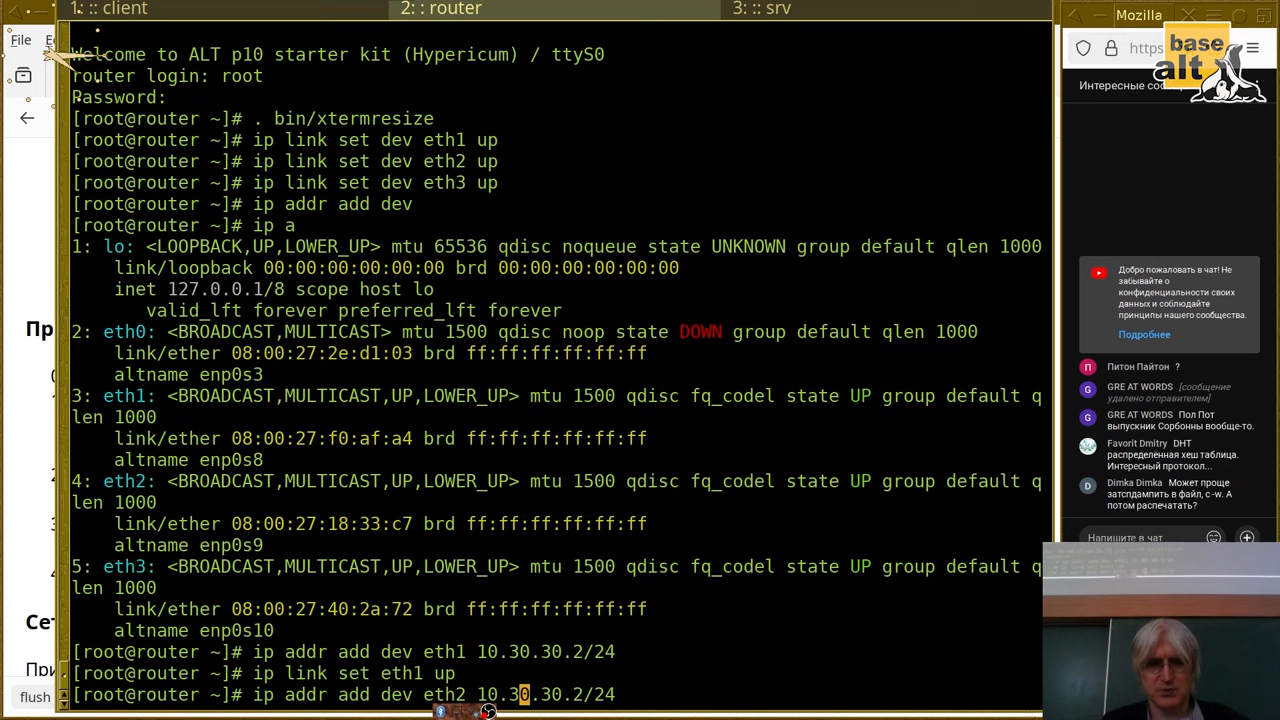 1: :: client
2: : router
3: :: srv
Mozilla
File
https
base
alt
Welcome to ALT p10 starter kit (Hypericum) / ttyS0
router login: root
Password:
[root@router ~]# . bin/xtermresize
[root@router ~]# ip link set dev eth1 up
[root@router ~]# ip link set dev eth2 up
[root@router ~]# ip link set dev eth3 up
[root@router ~]# ip addr add dev
[root@router ~]# ip a
1: lo: <LOOPBACK,UP,LOWER_UP> mtu 65536 qdisc noqueue state UNKNOWN group default qlen 1000
link/loopback 00:00:00:00:00:00 brd 00:00:00:00:00:00
inet 127.0.0.1/8 scope host lo
valid_lft forever preferred_lft forever
2: eth0: <BROADCAST,MULTICAST> mtu 1500 qdisc noop state DOWN group default qlen 1000
link/ether 08:00:27:2e:d1:03 brd ff:ff:ff:ff:ff:ff
altname enp0s3
3: eth1: <BROADCAST,MULTICAST,UP,LOWER_UP> mtu 1500 qdisc fq_codel state UP group default q
len 1000
link/ether 08:00:27:f0:af:a4 brd ff:ff:ff:ff:ff:ff
altname enp0s8
4: eth2: <BROADCAST,MULTICAST,UP,LOWER_UP> mtu 1500 qdisc fq_codel state UP group default q
len 1000
link/ether 08:00:27:18:33:c7 brd ff:ff:ff:ff:ff:ff
altname enp0s9
5: eth3: <BROADCAST,MULTICAST,UP,LOWER_UP> mtu 1500 qdisc fq_codel state UP group default q
len 1000
link/ether 08:00:27:40:2a:72 brd ff:ff:ff:ff:ff:ff
altname enp0s10
[root@router ~]# ip addr add dev eth1 10.30.30.2/24
[root@router ~]# ip link set eth1 up
[root@router ~]# ip addr add dev eth2 10.30.30.2/24
Пр
Се
При
flush
Интересные соо
Добро пожаловать в чат! Не
забывайте о
конфиденциальности своих
данных и соблюдайте
принципы нашего сообщества.
Подробнее
Питон Пайтон ?
GRE AT WORDS [сообщение
удалено отправителем]
GRE AT WORDS Пол Пот
выпускник Сорбонны вообще-то.
Favorit Dmitry DHT
распределённая хеш таблица.
Интересный протокол...
Dimka Dimka Может проще
затспдампить в файл, с -w. А
потом распечатать?
Напишите в чат